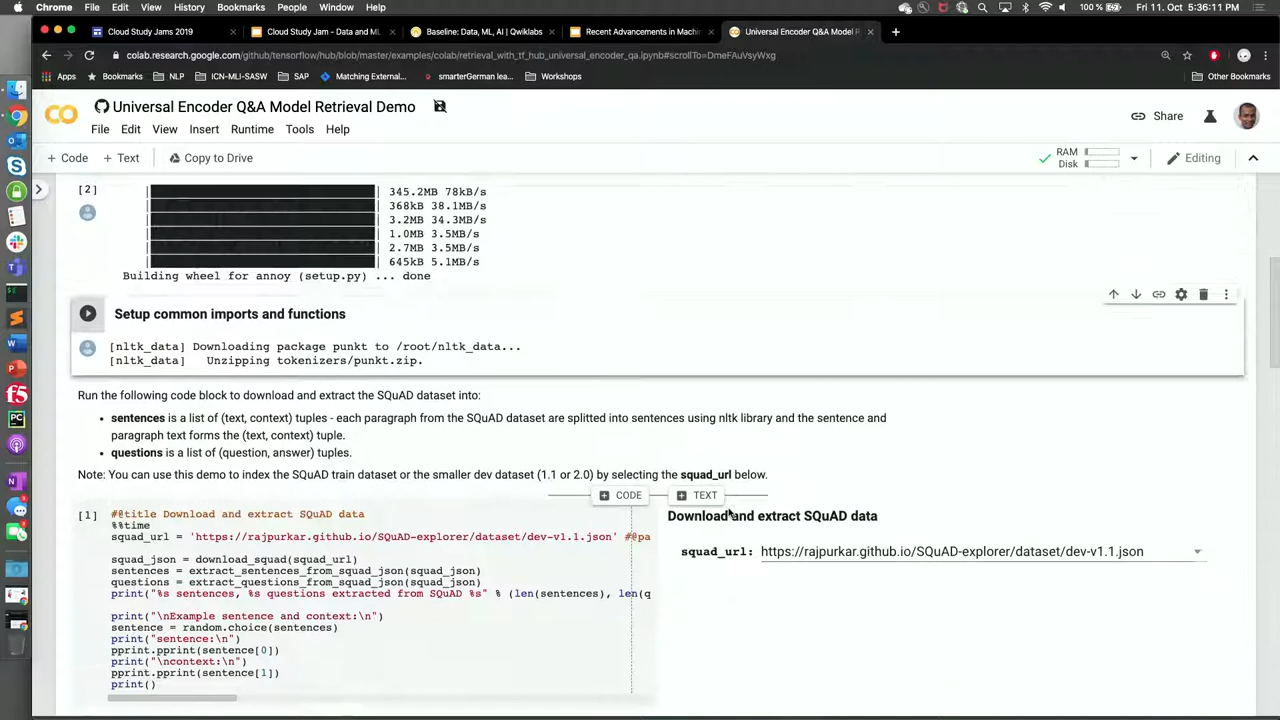 Chrome File Edit View History Bookmarks People Window Help 100 % Fri 11. Oct 5:36:11 PM
Cloud Study Jams 2019 Cloud Study Jam - Data and ML Baseline: Data, ML, AI | Qwiklabs Recent Advancements in Machi Universal Encoder Q&A Model R
colab.research.google.com/github/tensorflow/hub/blob/master/examples/colab/retrieval_with_tf_hub_universal_encoder_qa.ipynb#scrollTo=DmeFAuVsyWxg
Apps Bookmarks NLP ICN-MLI-SASW SAP Matching External... smarterGerman lea... Workshops Other Bookmarks
CO Universal Encoder Q&A Model Retrieval Demo
Share
File Edit View Insert Runtime Tools Help
+ Code + Text Copy to Drive RAM Disk Editing
[2] 345.2MB 78kB/s
368kB 38.1MB/s
3.2MB 34.3MB/s
1.0MB 3.5MB/s
2.7MB 3.5MB/s
645kB 5.1MB/s
Building wheel for annoy (setup.py) ... done
Setup common imports and functions
[nltk_data] Downloading package punkt to /root/nltk_data...
[nltk_data] Unzipping tokenizers/punkt.zip.
Run the following code block to download and extract the SQuAD dataset into:
• sentences is a list of (text, context) tuples - each paragraph from the SQuAD dataset are splitted into sentences using nltk library and the sentence and
paragraph text forms the (text, context) tuple.
• questions is a list of (question, answer) tuples.
Note: You can use this demo to index the SQuAD train dataset or the smaller dev dataset (1.1 or 2.0) by selecting the squad_url below.
CODE TEXT
[1] #@title Download and extract SQuAD data
%%time
squad_url = 'https://rajpurkar.github.io/SQuAD-explorer/dataset/dev-v1.1.json' #@pa
squad_json = download_squad(squad_url)
sentences = extract_sentences_from_squad_json(squad_json)
questions = extract_questions_from_squad_json(squad_json)
print("%s sentences, %s questions extracted from SQuAD %s" % (len(sentences), len(q
print("\nExample sentence and context:\n")
sentence = random.choice(sentences)
print("sentence:\n")
pprint.pprint(sentence[0])
print("\ncontext:\n")
pprint.pprint(sentence[1])
print()
Download and extract SQuAD data
squad_url: https://rajpurkar.github.io/SQuAD-explorer/dataset/dev-v1.1.json